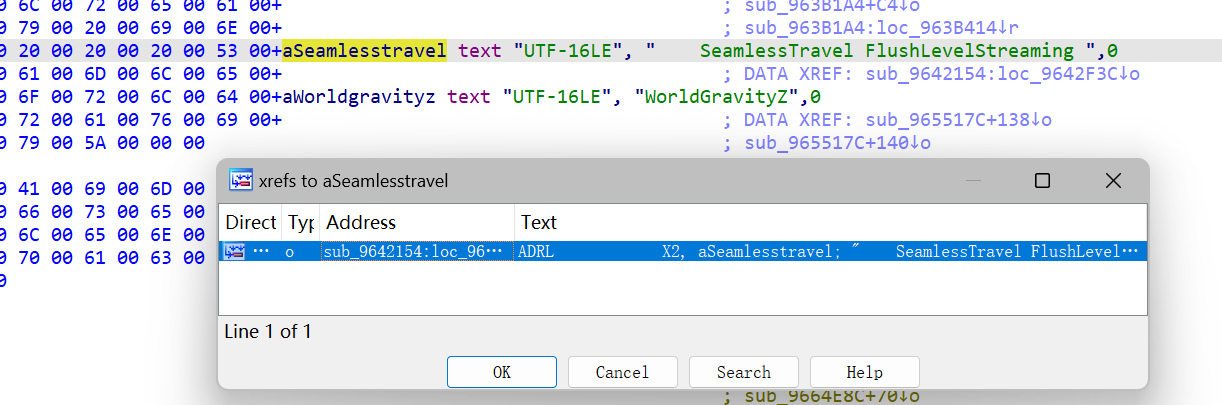 0 6C 00 72 00 65 00 61 00+ ; sub_963B1A4+C4↓o
0 79 00 20 00 69 00 6E 00+ ; sub_963B1A4:loc_963B414↓r
0 20 00 20 00 20 00 53 00+aSeamlesstravel text "UTF-16LE", "    SeamlessTravel FlushLevelStreaming ",0
0 61 00 6D 00 6C 00 65 00+ ; DATA XREF: sub_9642154:loc_9642F3C↓o
0 6F 00 72 00 6C 00 64 00+aWorldgravityz text "UTF-16LE", "WorldGravityZ",0
0 72 00 61 00 76 00 69 00+ ; DATA XREF: sub_965517C+138↓o
0 79 00 5A 00 00 00 ; sub_965517C+140↓o
0 41 00 69 00 6D 00
0 66 00 73 00 65 00
0 6C 00 65 00 6E 00
0 70 00 61 00 63 00
0
xrefs to aSeamlesstravel
Direct Typ Address Text
··· o sub_9642154:loc_96··· ADRL X2, aSeamlesstravel; "    SeamlessTravel FlushLevel···
Line 1 of 1
OK Cancel Search Help
; sub_9664E8C+70↓o